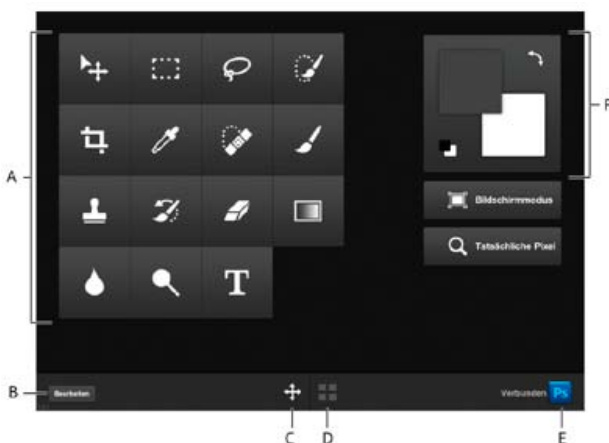 A
F
Bildschirmmodus
Tatsächliche Pixel
T
B
Bearbeiten
Verbunden
Ps
C
D
E